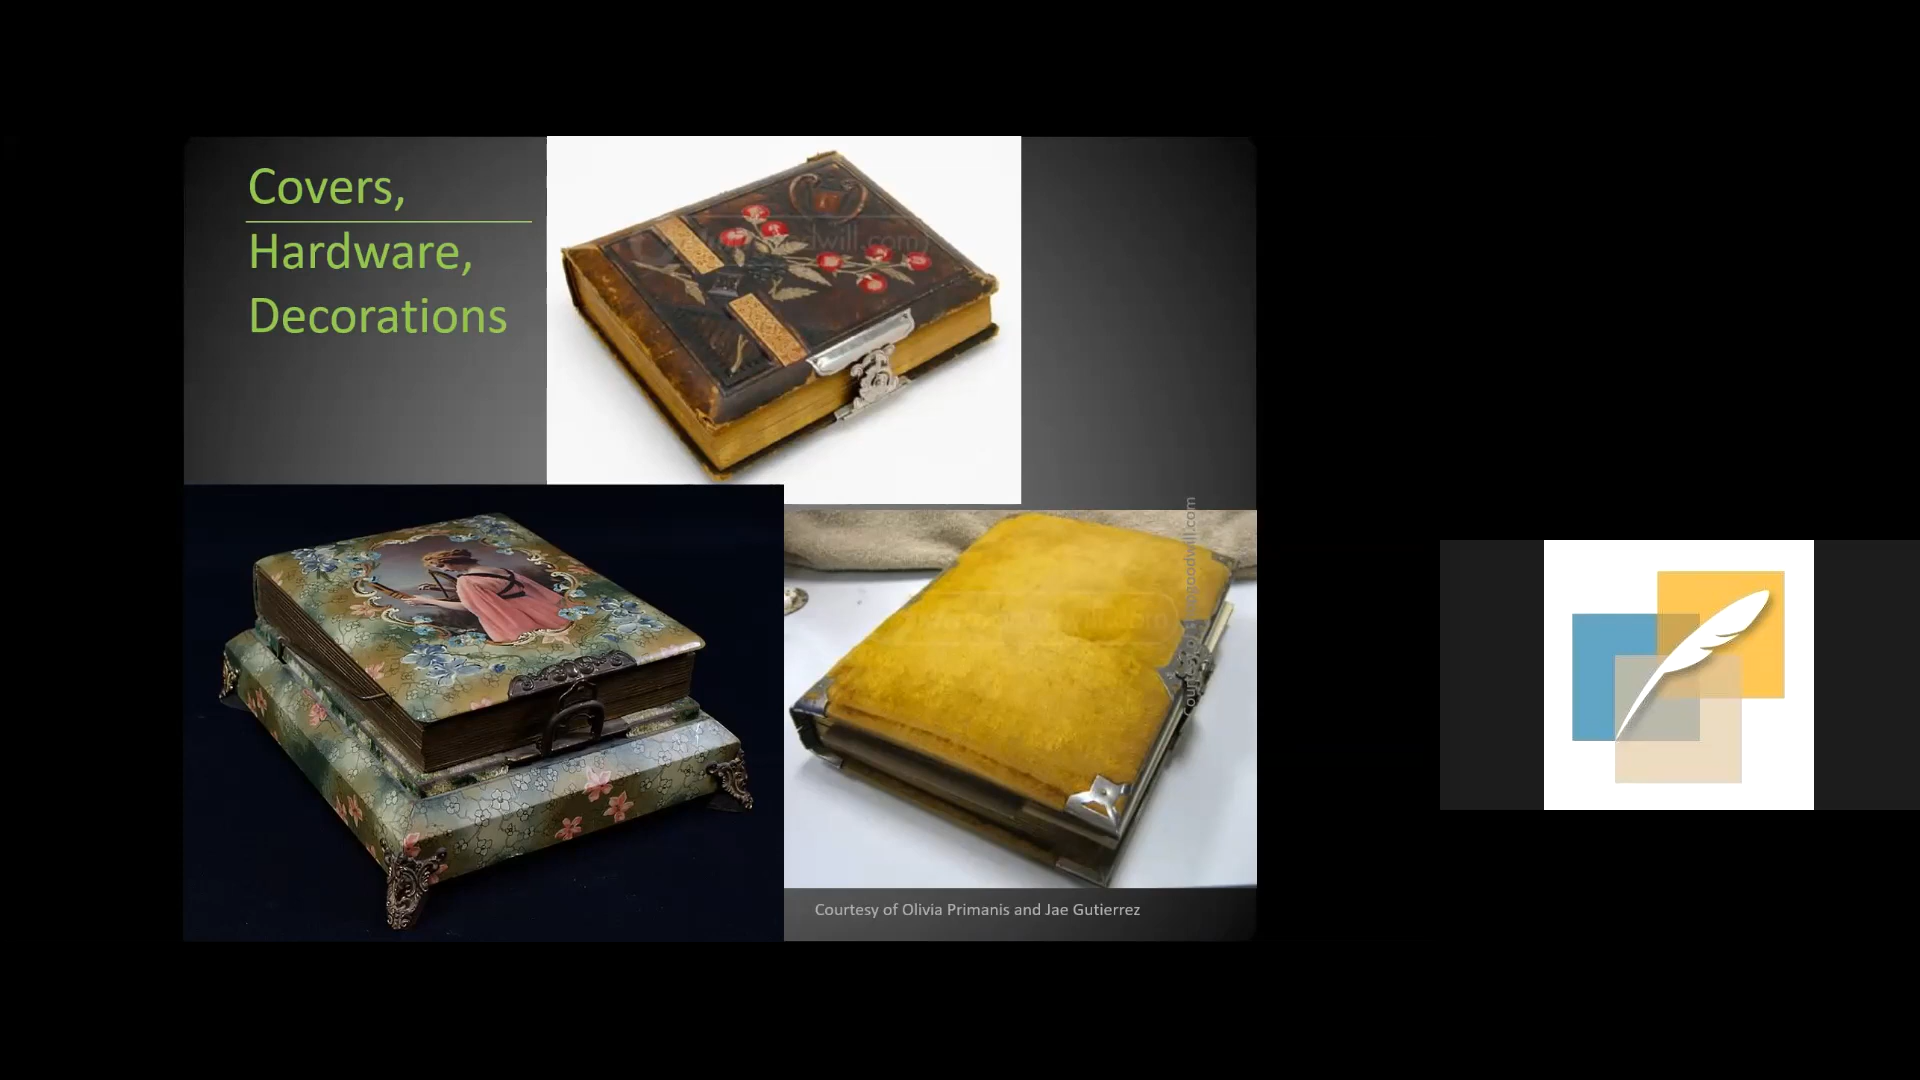 Covers,
Hardware,
Decorations
Courtesy of Olivia Primanis and Jae Gutierrez